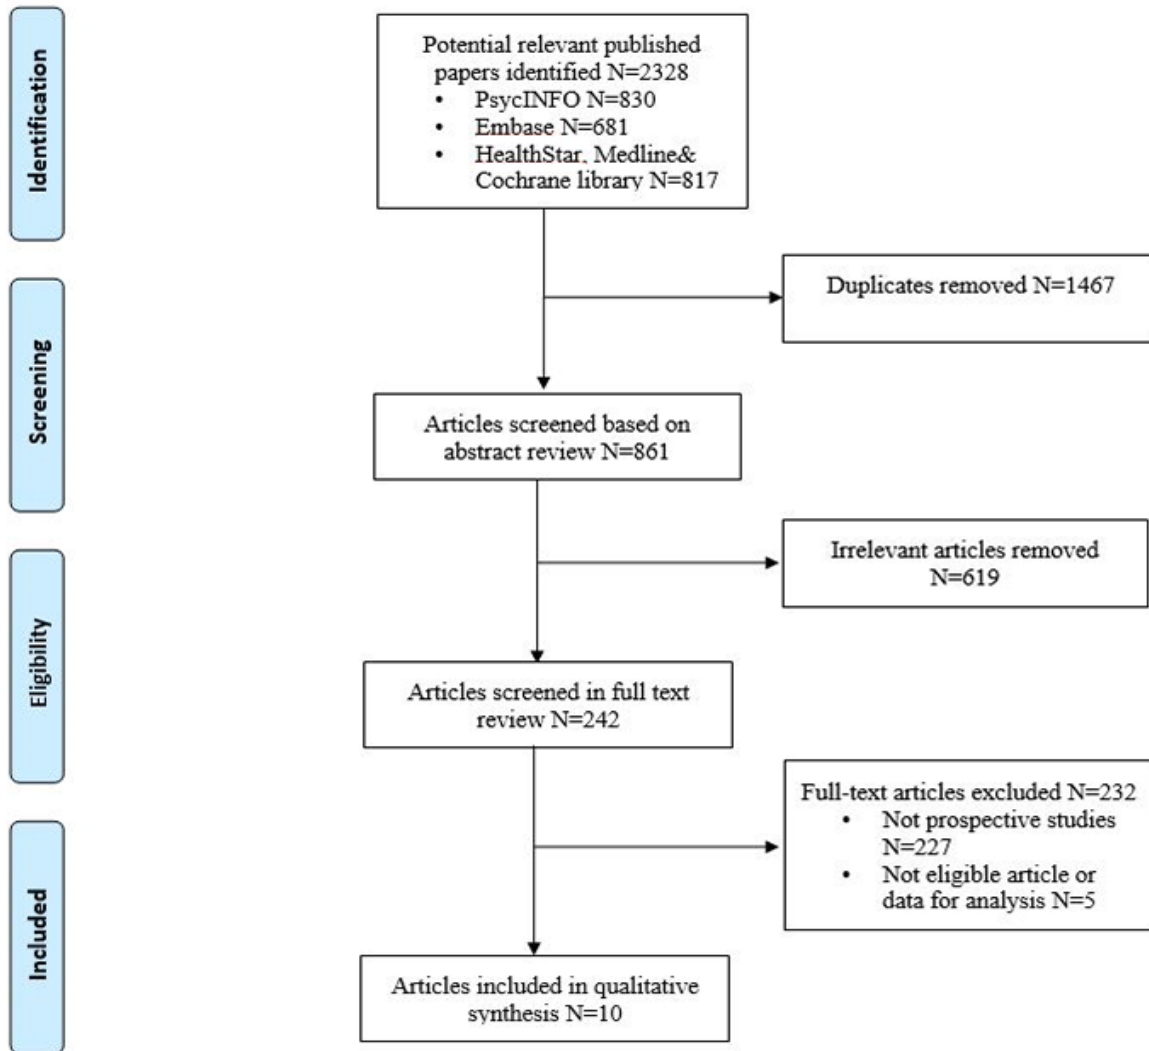 Identification
Potential relevant published
papers identified N=2328
• PsycINFO N=830
• Embase N=681
• HealthStar, Medline&
Cochrane library N=817
Duplicates removed N=1467
Screening
Articles screened based on
abstract review N=861
Irrelevant articles removed
N=619
Eligibility
Articles screened in full text
review N=242
Full-text articles excluded N=232
• Not prospective studies
N=227
• Not eligible article or
data for analysis N=5
Included
Articles included in qualitative
synthesis N=10